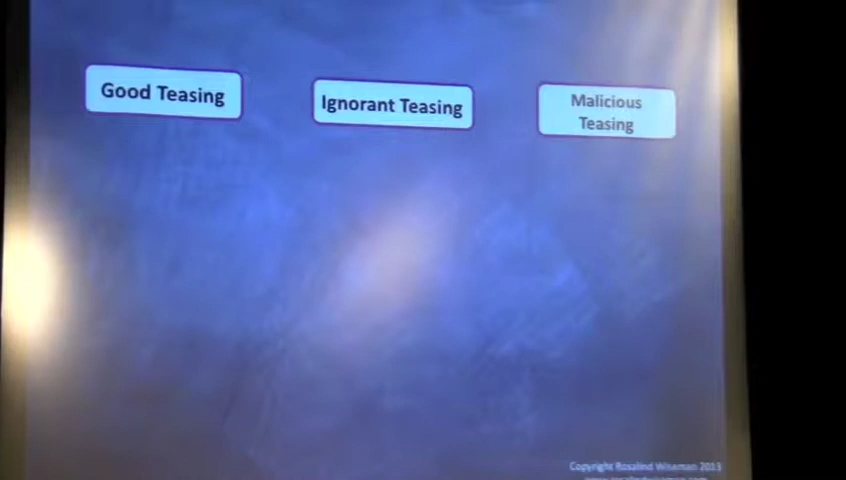 Good Teasing
Ignorant Teasing
Malicious
Teasing
Copyright Rosalind Wiseman 2013